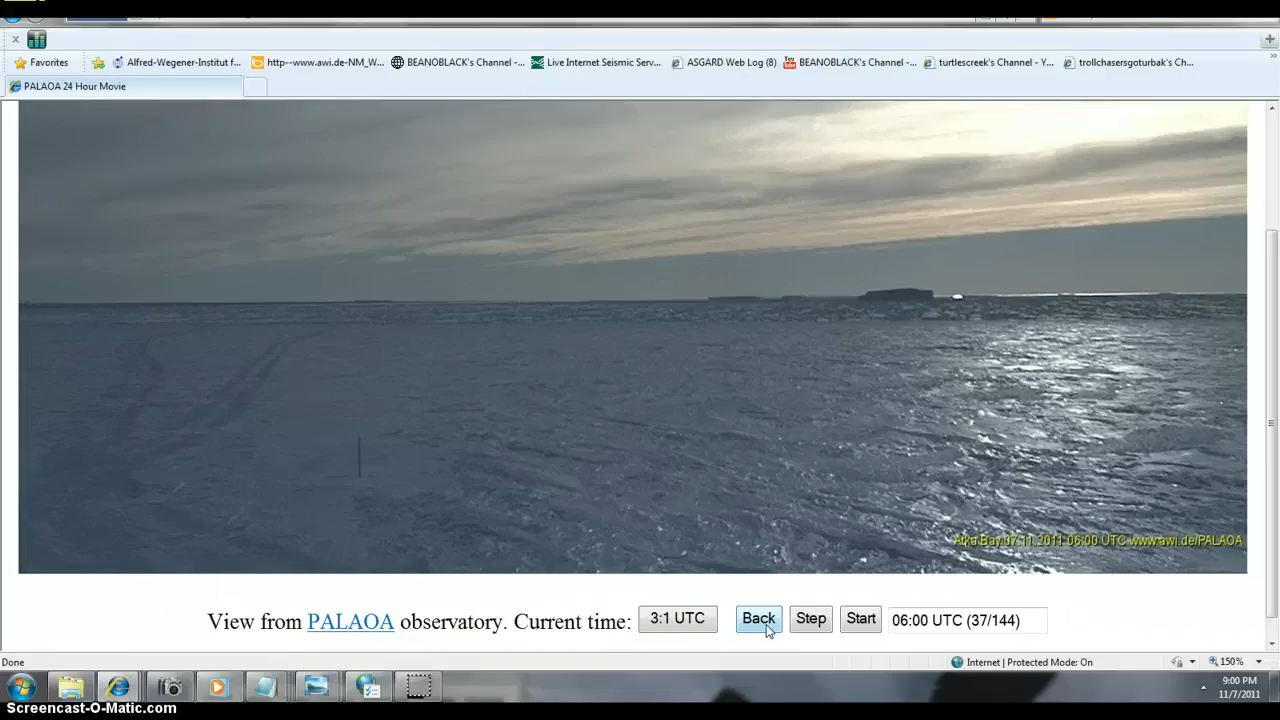 Favorites
Alfred-Wegener-Institut f...
http--www.awi.de-NM_W...
BEANOBLACK's Channel -...
Live Internet Seismic Serv...
ASGARD Web Log (8)
You Tube
BEANOBLACK's Channel -...
turtlescreek's Channel - Y...
trollchasersgoturbak's Ch...
PALAOA 24 Hour Movie
Atka Bay 07.11.2011 06:00 UTC www.awi.de/PALAOA
View from PALAOA observatory. Current time: 3:1 UTC Back Step Start 06:00 UTC (37/144)
Done
Internet | Protected Mode: On
150%
9:00 PM
11/7/2011
Screencast-O-Matic.com